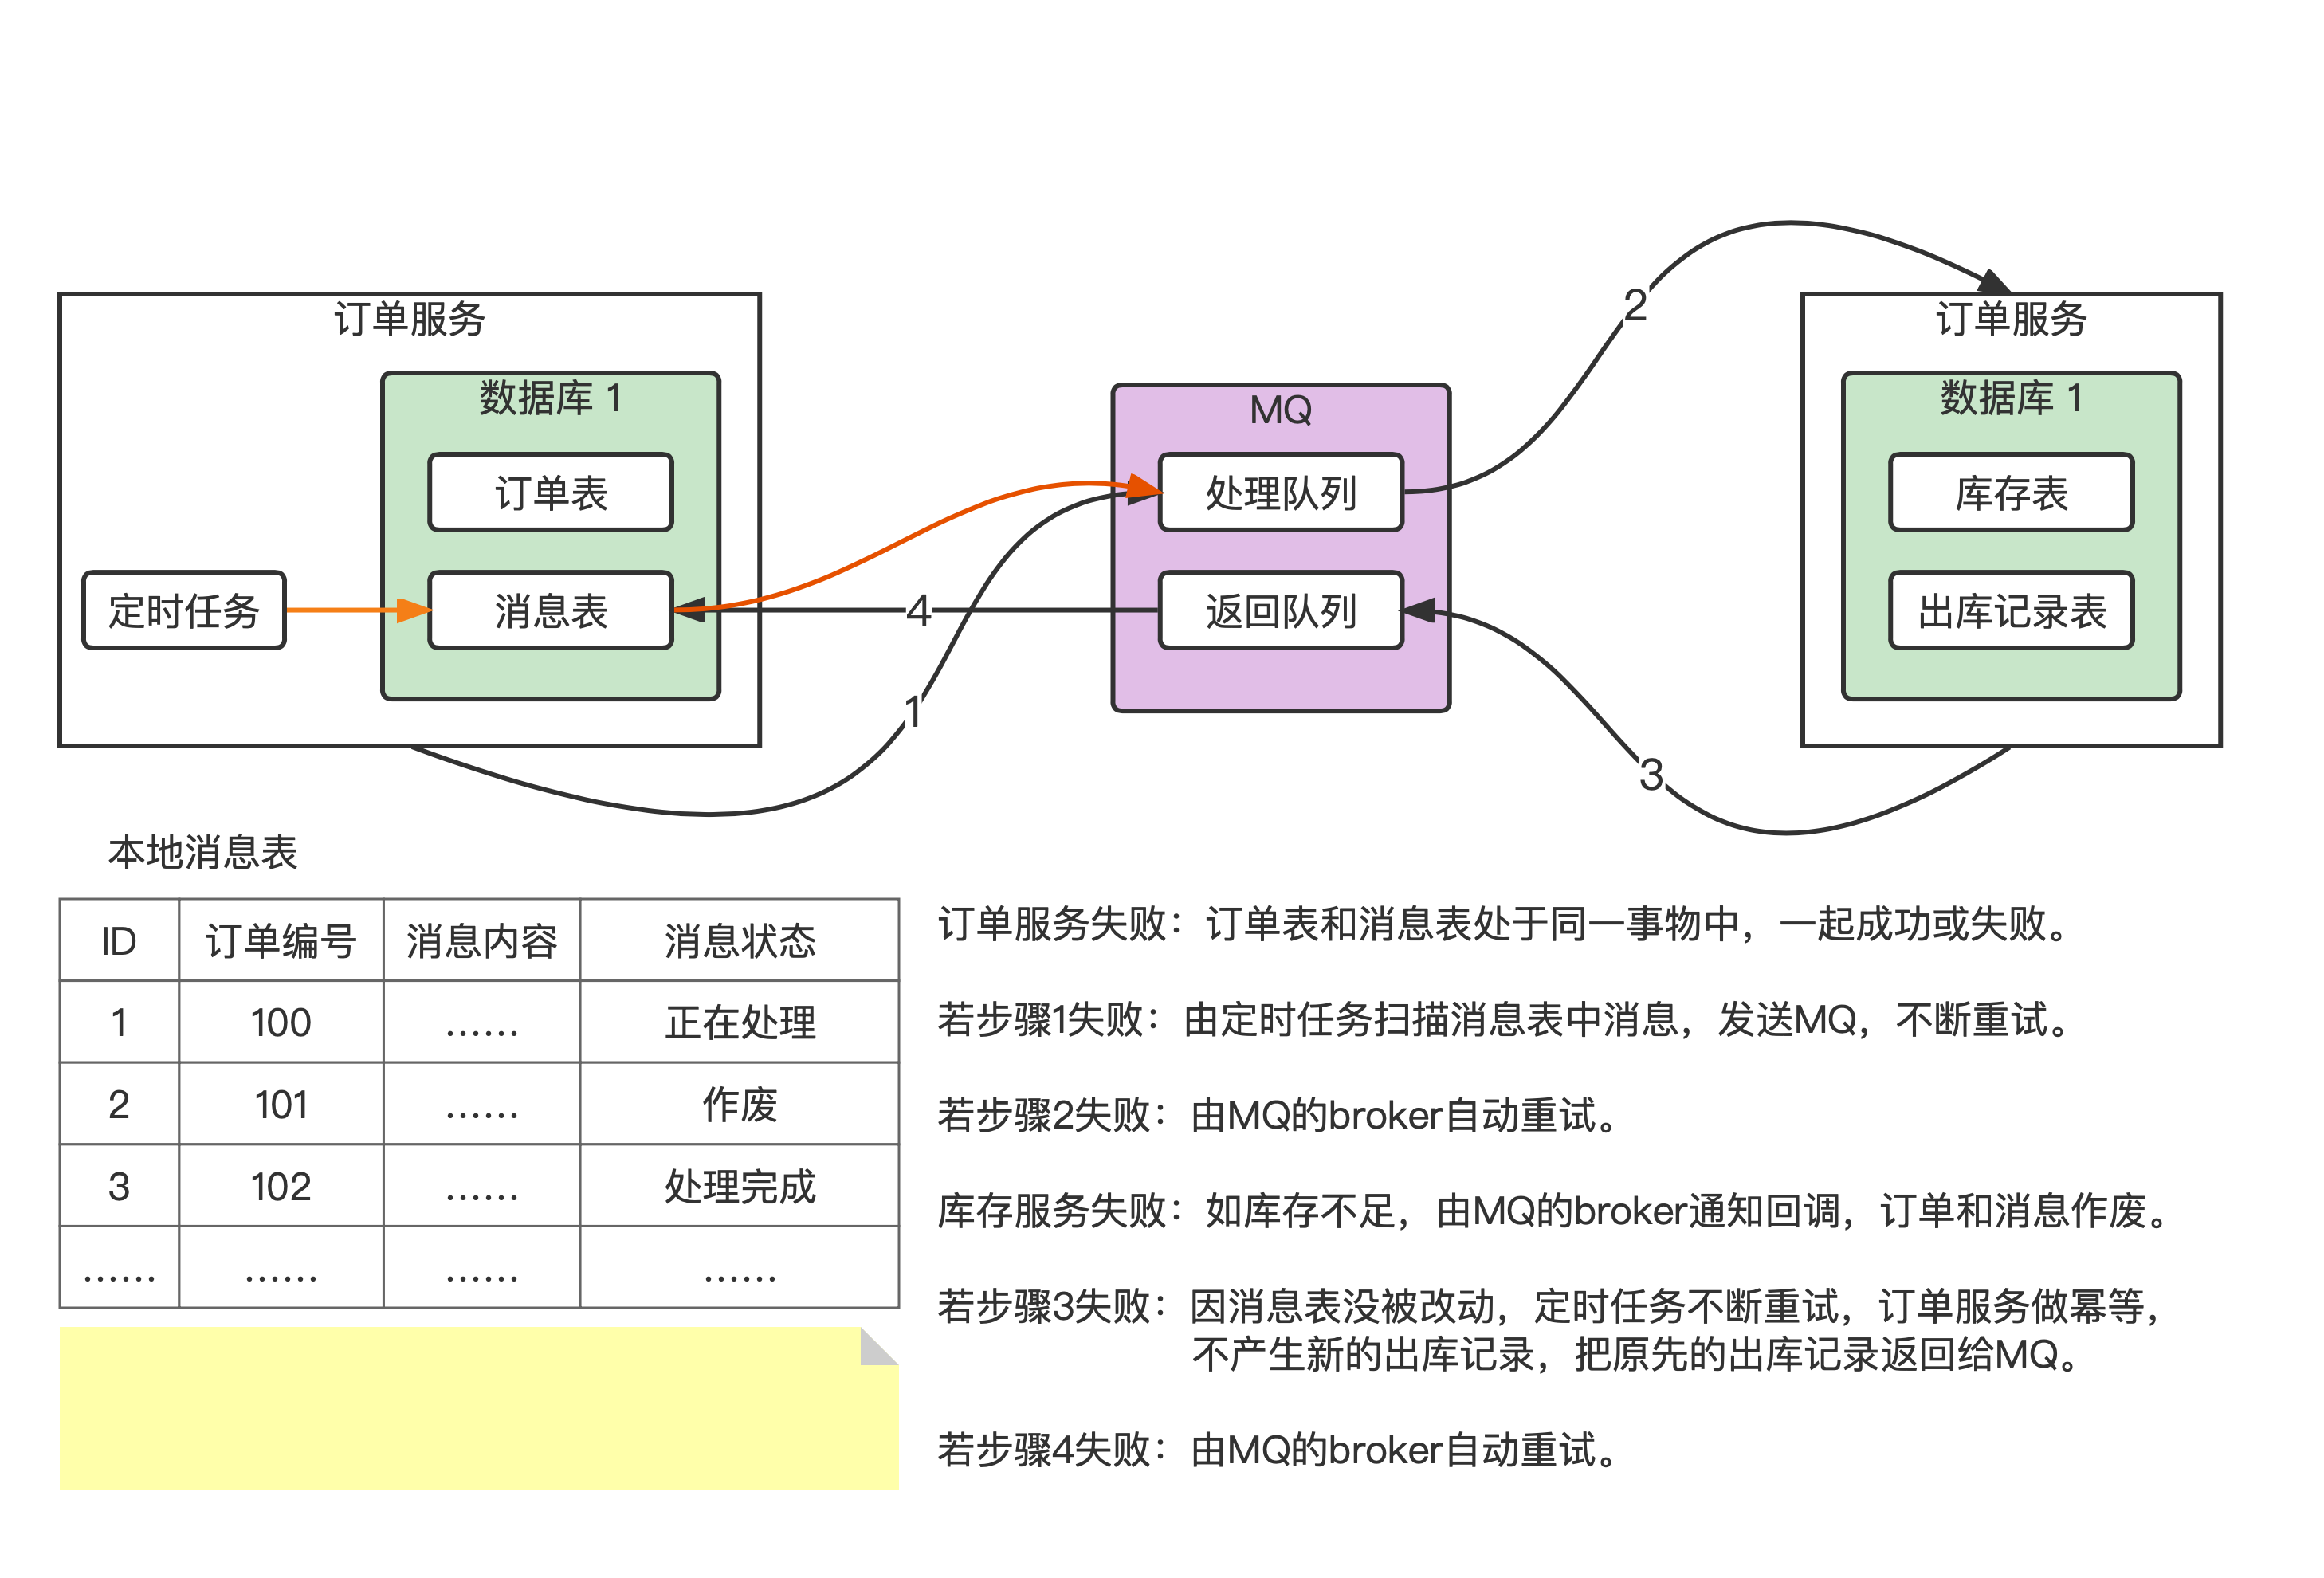 订单服务
数据库 1
订单表
定时任务
消息表
MQ
处理队列
返回队列
订单服务
数据库 1
库存表
出库记录表
1
2
3
4
本地消息表
ID 订单编号 消息内容 消息状态
1 100 …… 正在处理
2 101 …… 作废
3 102 …… 处理完成
…… …… …… ……
订单服务失败：订单表和消息表处于同一事物中，一起成功或失败。
若步骤1失败：由定时任务扫描消息表中消息，发送MQ，不断重试。
若步骤2失败：由MQ的broker自动重试。
库存服务失败：如库存不足，由MQ的broker通知回调，订单和消息作废。
若步骤3失败：因消息表没被改动，定时任务不断重试，订单服务做幂等，
不产生新的出库记录，把原先的出库记录返回给MQ。
若步骤4失败：由MQ的broker自动重试。